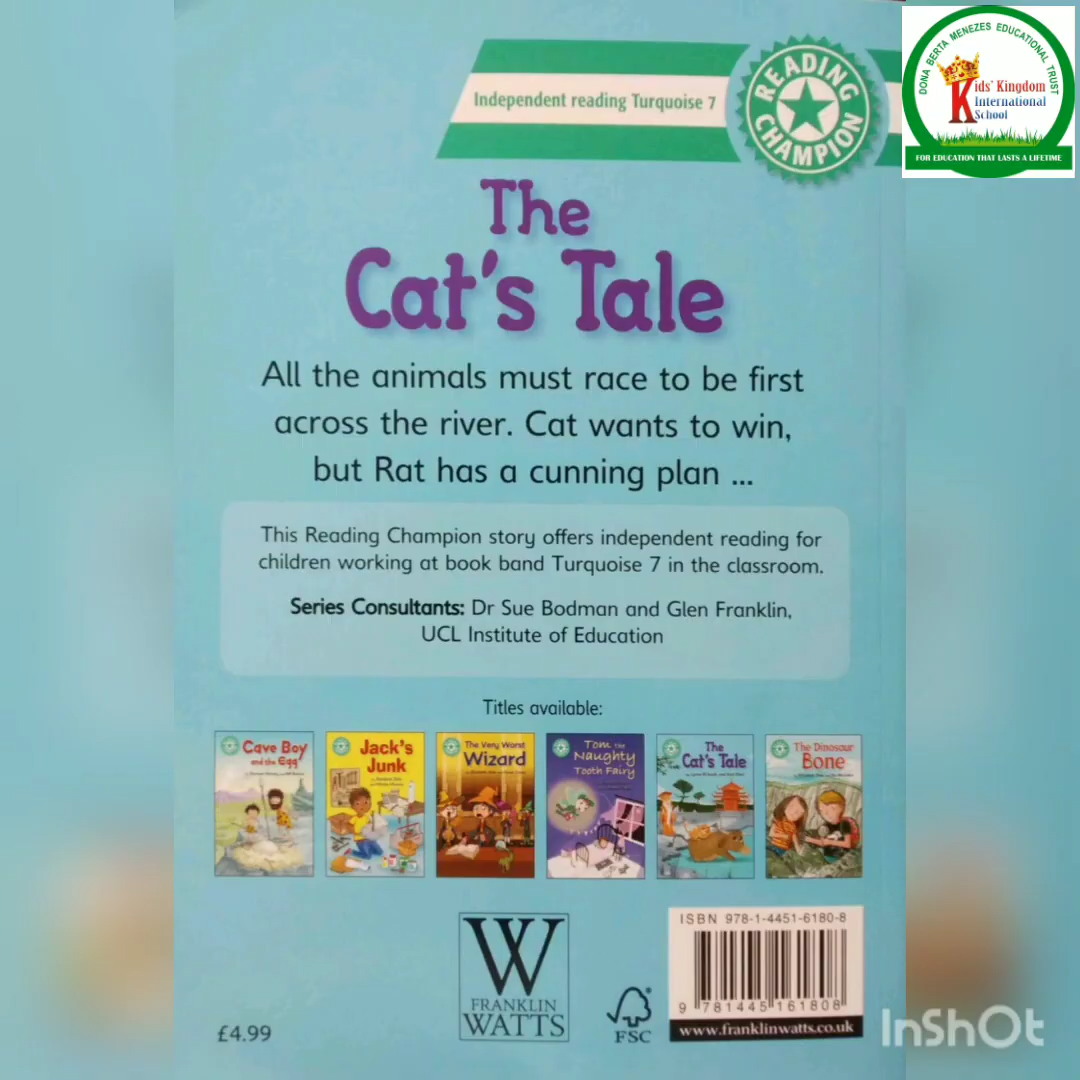 DONA BERTA MENEZES EDUCATIONAL TRUST
Kids' Kingdom
International
School
FOR EDUCATION THAT LASTS A LIFETIME
Independent reading Turquoise 7
READING CHAMPION
The
Cat's Tale
All the animals must race to be first
across the river. Cat wants to win,
but Rat has a cunning plan ...
This Reading Champion story offers independent reading for
children working at book band Turquoise 7 in the classroom.
Series Consultants: Dr Sue Bodman and Glen Franklin,
UCL Institute of Education
Titles available:
Cave Boy
and the Egg
Jack's
Junk
The Very Worst
Wizard
Tom the
Naughty
Tooth Fairy
The
Cat's Tale
The Dinosaur
Bone
W
FRANKLIN
WATTS
FSC
ISBN 978-1-4451-6180-8
9 781445 161808
www.franklinwatts.co.uk
£4.99
InShOt